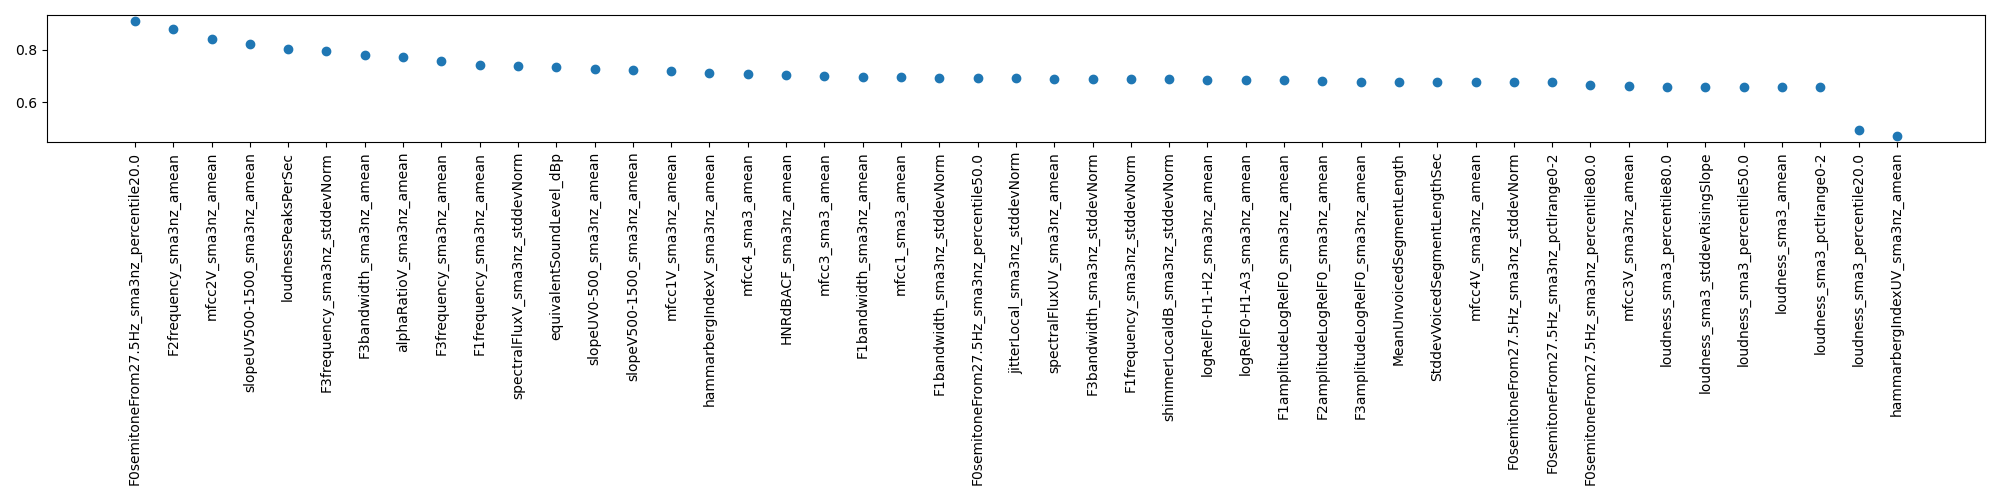 0.8
0.6
F0semitoneFrom27.5Hz_sma3nz_percentile20.0
F2frequency_sma3nz_amean
mfcc2V_sma3nz_amean
slopeUV500-1500_sma3nz_amean
loudnessPeaksPerSec
F3frequency_sma3nz_stddevNorm
F3bandwidth_sma3nz_amean
alphaRatioV_sma3nz_amean
F3frequency_sma3nz_amean
F1frequency_sma3nz_amean
spectralFluxV_sma3nz_stddevNorm
equivalentSoundLevel_dBp
slopeUV0-500_sma3nz_amean
slopeV500-1500_sma3nz_amean
mfcc1V_sma3nz_amean
hammarbergIndexV_sma3nz_amean
mfcc4_sma3_amean
HNRdBACF_sma3nz_amean
mfcc3_sma3_amean
F1bandwidth_sma3nz_amean
mfcc1_sma3_amean
F1bandwidth_sma3nz_stddevNorm
F0semitoneFrom27.5Hz_sma3nz_percentile50.0
jitterLocal_sma3nz_stddevNorm
spectralFluxUV_sma3nz_amean
F3bandwidth_sma3nz_stddevNorm
F1frequency_sma3nz_stddevNorm
shimmerLocaldB_sma3nz_stddevNorm
logRelF0-H1-H2_sma3nz_amean
logRelF0-H1-A3_sma3nz_amean
F1amplitudeLogRelF0_sma3nz_amean
F2amplitudeLogRelF0_sma3nz_amean
F3amplitudeLogRelF0_sma3nz_amean
MeanUnvoicedSegmentLength
StddevVoicedSegmentLengthSec
mfcc4V_sma3nz_amean
F0semitoneFrom27.5Hz_sma3nz_stddevNorm
F0semitoneFrom27.5Hz_sma3nz_pctlrange0-2
F0semitoneFrom27.5Hz_sma3nz_percentile80.0
mfcc3V_sma3nz_amean
loudness_sma3_percentile80.0
loudness_sma3_stddevRisingSlope
loudness_sma3_percentile50.0
loudness_sma3_amean
loudness_sma3_pctlrange0-2
loudness_sma3_percentile20.0
hammarbergIndexUV_sma3nz_amean